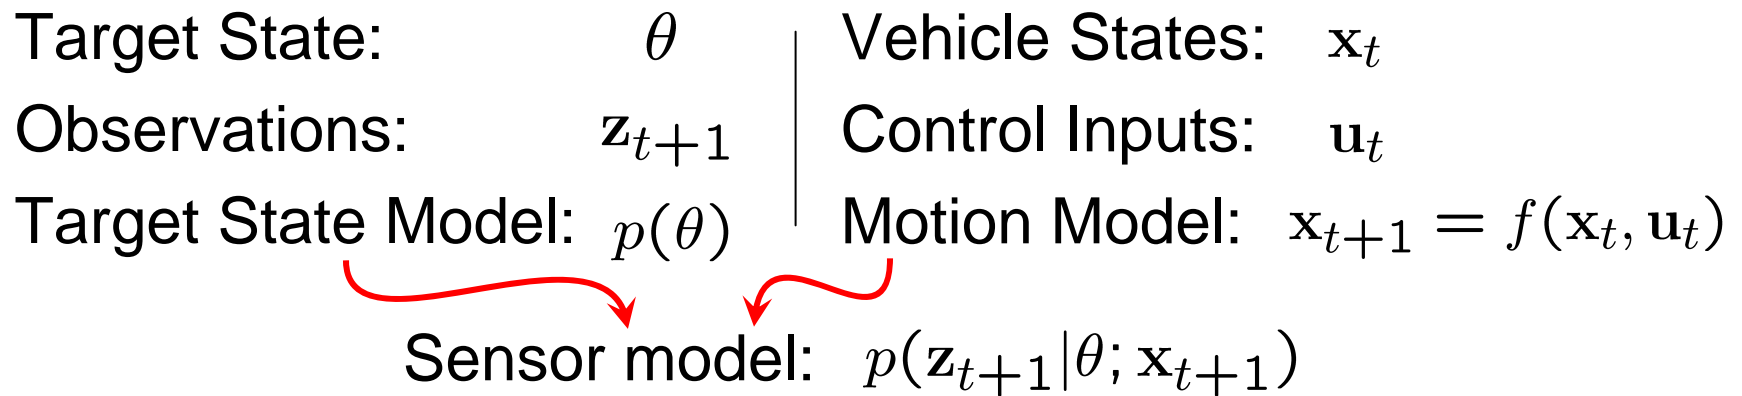 Target State: θ Vehicle States: x_t
Observations: z_{t+1} Control Inputs: u_t
Target State Model: p(θ) Motion Model: x_{t+1} = f(x_t, u_t)
Sensor model: p(z_{t+1}|θ; x_{t+1})